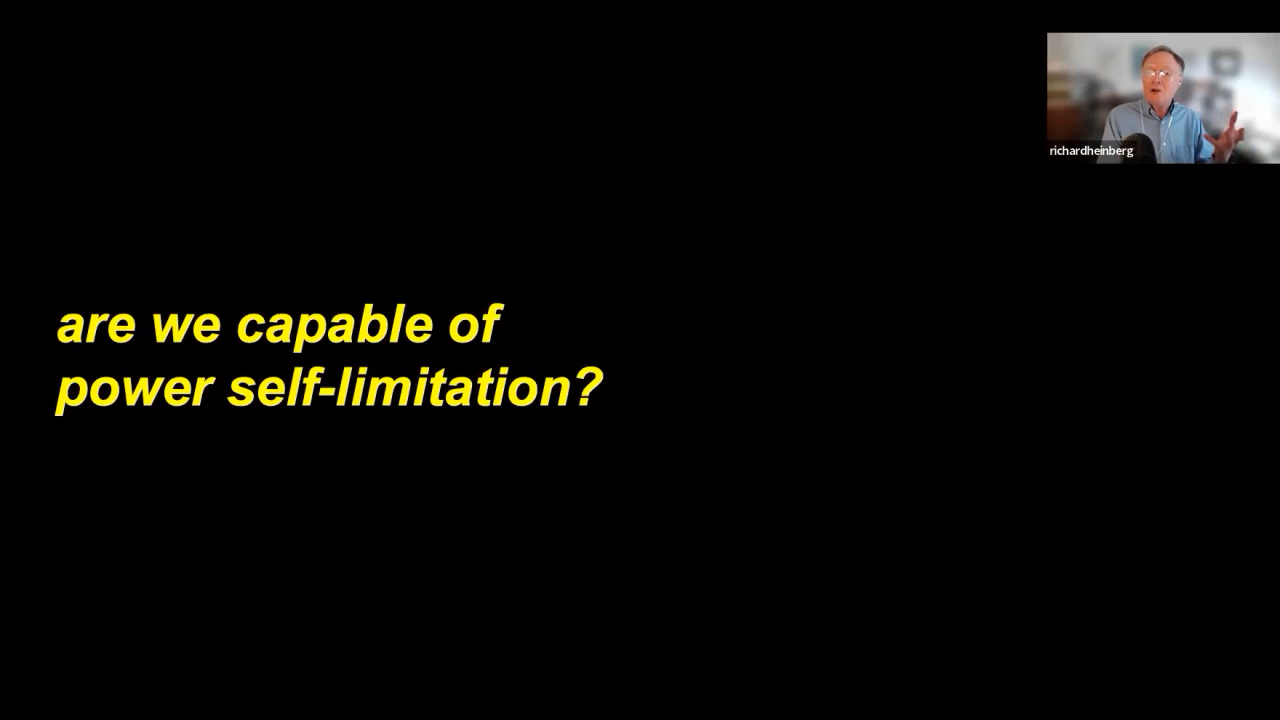 richardheinberg
are we capable of
power self-limitation?